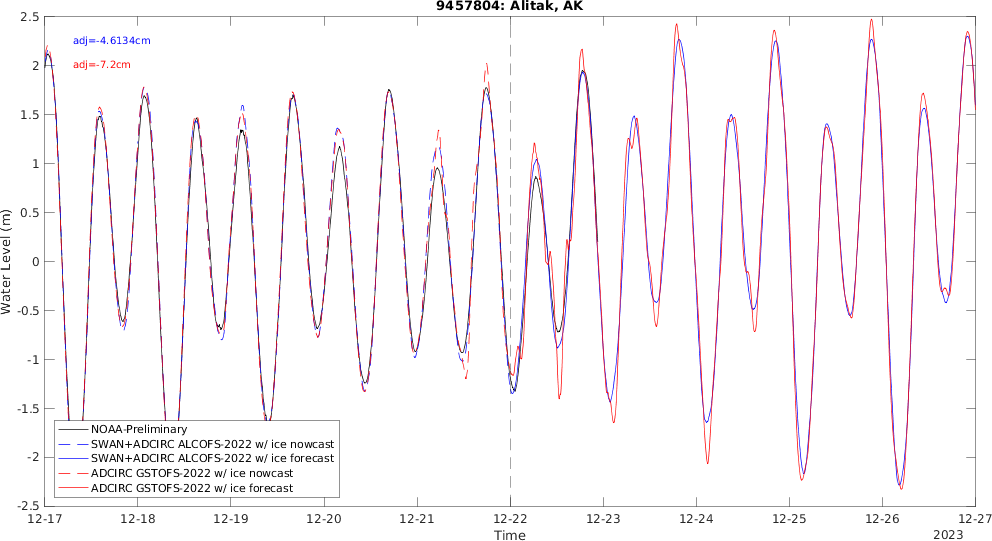 9457804: Alitak, AK
adj=-4.6134cm
adj=-7.2cm
2.5
2
1.5
1
0.5
0
-0.5
-1
-1.5
-2
-2.5
Water Level (m)
NOAA-Preliminary
SWAN+ADCIRC ALCOFS-2022 w/ ice nowcast
SWAN+ADCIRC ALCOFS-2022 w/ ice forecast
ADCIRC GSTOFS-2022 w/ ice nowcast
ADCIRC GSTOFS-2022 w/ ice forecast
12-17 12-18 12-19 12-20 12-21 12-22 12-23 12-24 12-25 12-26 12-27
Time
2023